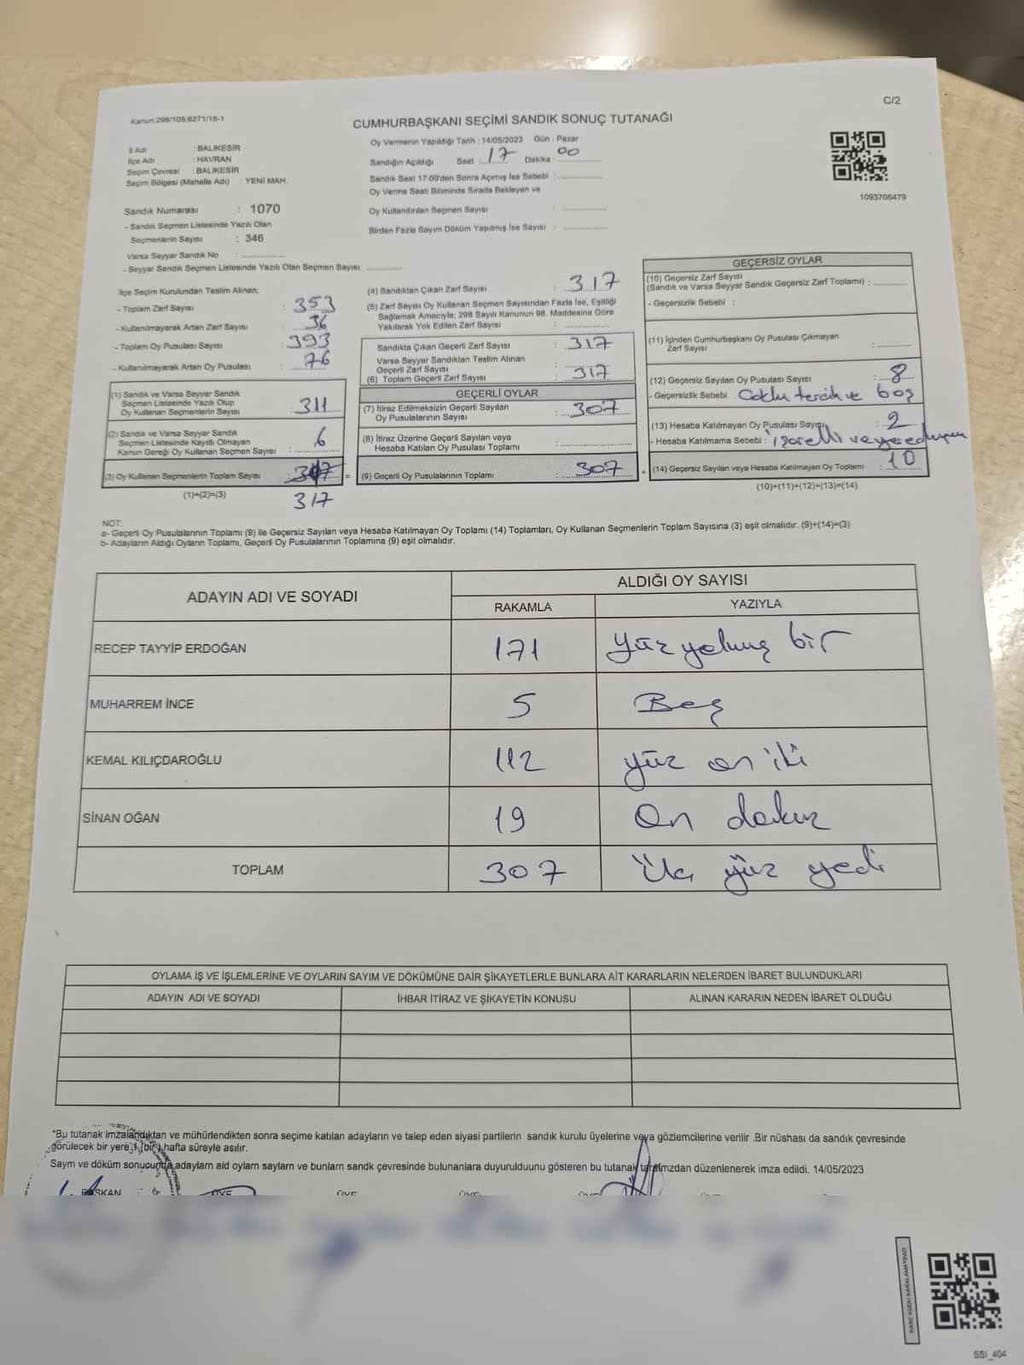 C/2
Kanun:298/105,6271/16-1
CUMHURBAŞKANI SEÇİMİ SANDIK SONUÇ TUTANAĞI
İl Adı : BALIKESİR
İlçe Adı : HAVRAN
Seçim Çevresi : BALIKESİR
Seçim Bölgesi (Mahalle Adı) YENİ MAH.
Oy Vermenin Yapıldığı Tarih : 14/05/2023 Gün : Pazar
Sandığın Açıldığı Saat : 17 Dakika : 00
Sandık Saat 17:00'den Sonra Açılmış İse Sebebi :
Oy Verme Saati Bitiminde Sırada Bekleyen ve
Oy Kullandırılan Seçmen Sayısı :
Birden Fazla Sayım Döküm Yapılmış İse Sayısı :
1093706479
Sandık Numarası : 1070
- Sandık Seçmen Listesinde Yazılı Olan
Seçmenlerin Sayısı : 346
Varsa Seyyar Sandık No :
- Seyyar Sandık Seçmen Listesinde Yazılı Olan Seçmen Sayısı :
İlçe Seçim Kurulundan Teslim Alınan;
- Toplam Zarf Sayısı : 353
- Kullanılmayarak Artan Zarf Sayısı : 36
- Toplam Oy Pusulası Sayısı : 393
- Kullanılmayarak Artan Oy Pusulası : 76
(1) Sandık ve Varsa Seyyar Sandık
Seçmen Listesinde Yazılı Olup
Oy Kullanan Seçmenlerin Sayısı : 311
(2) Sandık ve Varsa Seyyar Sandık
Seçmen Listesinde Kayıtlı Olmayan
Kanun Gereği Oy Kullanan Seçmen Sayısı : 6
(3) Oy Kullanan Seçmenlerin Toplam Sayısı : 317
(1)+(2)=(3) 317
(4) Sandıktan Çıkan Zarf Sayısı : 317
(5) Zarf Sayısı Oy Kullanan Seçmen Sayısından Fazla İse, Eşitliği
Sağlamak Amacıyla; 298 Sayılı Kanunun 98. Maddesine Göre
Yakılarak Yok Edilen Zarf Sayısı :
Sandıkta Çıkan Geçerli Zarf Sayısı : 317
Varsa Seyyar Sandıktan Teslim Alınan
Geçerli Zarf Sayısı :
(6) Toplam Geçerli Zarf Sayısı : 317
GEÇERLİ OYLAR
(7) İtiraz Edilmeksizin Geçerli Sayılan
Oy Pusulasının Sayısı : 307
(8) İtiraz Üzerine Geçerli Sayılan veya
Hesaba Katılan Oy Pusulası Toplamı :
= (9) Geçerli Oy Pusulalarının Toplamı : 307
GEÇERSİZ OYLAR
(10) Geçersiz Zarf Sayısı
(Sandık ve Varsa Seyyar Sandık Geçersiz Zarf Toplamı) :
- Geçersizlik Sebebi :
(11) İçinden Cumhurbaşkanı Oy Pusulası Çıkmayan
Zarf Sayısı :
(12) Geçersiz Sayılan Oy Pusulası Sayısı : 8
- Geçersizlik Sebebi : Çoklu tercih ve boş
(13) Hesaba Katılmayan Oy Pusulası Sayısı : 2
- Hesaba Katılmama Sebebi :
+ (14) Geçersiz Sayılan veya Hesaba Katılmayan Oy Toplamı : 10
(10)+(11)+(12)+(13)=(14)
NOT:
a- Geçerli Oy Pusulalarının Toplamı (9) ile Geçersiz Sayılan veya Hesaba Katılmayan Oy Toplamı (14) Toplamları, Oy Kullanan Seçmenlerin Toplam Sayısına (3) eşit olmalıdır. (9)+(14)=(3)
b- Adayların Aldığı Oyların Toplamı, Geçerli Oy Pusulalarının Toplamına (9) eşit olmalıdır.
ADAYIN ADI VE SOYADI ALDIĞI OY SAYISI
RAKAMLA YAZIYLA
RECEP TAYYİP ERDOĞAN 171 Yüz yetmiş bir
MUHARREM İNCE 5 Beş
KEMAL KILIÇDAROĞLU 112 yüz on iki
SİNAN OĞAN 19 On dokuz
TOPLAM 307 Üç yüz yedi
OYLAMA İŞ VE İŞLEMLERİNE VE OYLARIN SAYIM VE DÖKÜMÜNE DAİR ŞİKAYETLERLE BUNLARA AİT KARARLARIN NELERDEN İBARET BULUNDUKLARI
ADAYIN ADI VE SOYADI İHBAR İTİRAZ VE ŞİKAYETİN KONUSU ALINAN KARARIN NEDEN İBARET OLDUĞU
*Bu tutanak imzalandıktan ve mühürlendikten sonra seçime katılan adayların ve talep eden siyasi partilerin sandık kurulu üyelerine veya gözlemcilerine verilir .Bir nüshası da sandık çevresinde
görülecek bir yere 1 (bir) hafta süreyle asılır.
Sayım ve döküm sonucunda adayların ald oyların sayları ve bunların sandk çevresinde bulunanlara duyurulduunu gösteren bu tutanak tarafmzdan düzenlenerek imza edildi. 14/05/2023
BAŞKAN ÜYE ÜYE ÜYE ÜYE
SSI_404